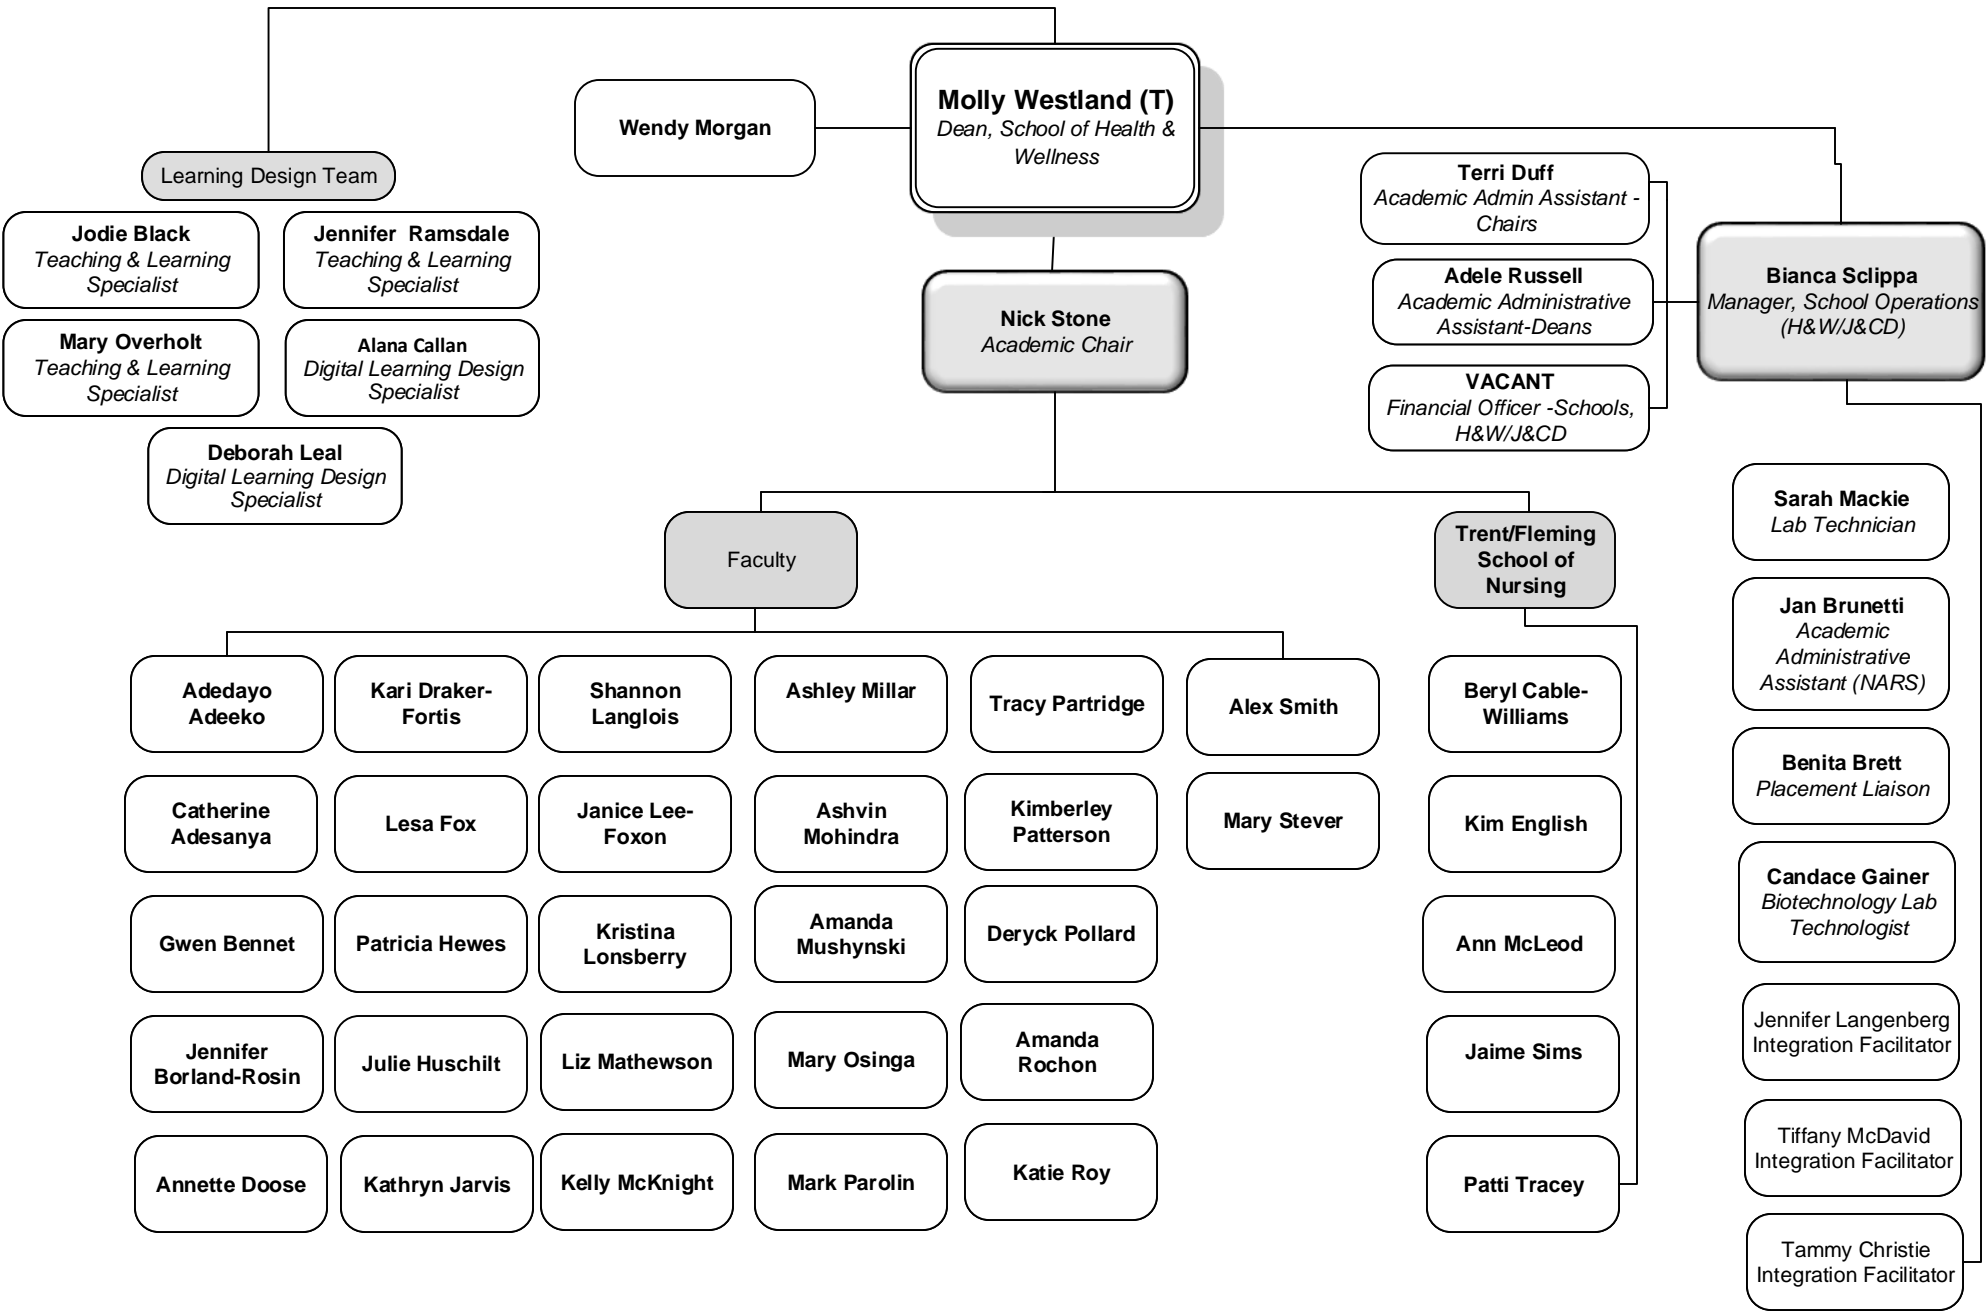 Molly Westland (T)
Dean, School of Health &
Wellness
Wendy Morgan
Learning Design Team
Jodie Black
Teaching & Learning
Specialist
Jennifer  Ramsdale
Teaching & Learning
Specialist
Mary Overholt
Teaching & Learning
Specialist
Alana Callan
Digital Learning Design
Specialist
Deborah Leal
Digital Learning Design
Specialist
Nick Stone
Academic Chair
Terri Duff
Academic Admin Assistant -
Chairs
Adele Russell
Academic Administrative
Assistant-Deans
VACANT
Financial Officer -Schools,
H&W/J&CD
Bianca Sclippa
Manager, School Operations
(H&W/J&CD)
Faculty
Adedayo
Adeeko
Kari Draker-
Fortis
Shannon
Langlois
Ashley Millar
Tracy Partridge
Alex Smith
Catherine
Adesanya
Lesa Fox
Janice Lee-
Foxon
Ashvin
Mohindra
Kimberley
Patterson
Mary Stever
Gwen Bennet
Patricia Hewes
Kristina
Lonsberry
Amanda
Mushynski
Deryck Pollard
Jennifer
Borland-Rosin
Julie Huschilt
Liz Mathewson
Mary Osinga
Amanda
Rochon
Annette Doose
Kathryn Jarvis
Kelly McKnight
Mark Parolin
Katie Roy
Trent/Fleming
School of
Nursing
Beryl Cable-
Williams
Kim English
Ann McLeod
Jaime Sims
Patti Tracey
Sarah Mackie
Lab Technician
Jan Brunetti
Academic
Administrative
Assistant (NARS)
Benita Brett
Placement Liaison
Candace Gainer
Biotechnology Lab
Technologist
Jennifer Langenberg
Integration Facilitator
Tiffany McDavid
Integration Facilitator
Tammy Christie
Integration Facilitator